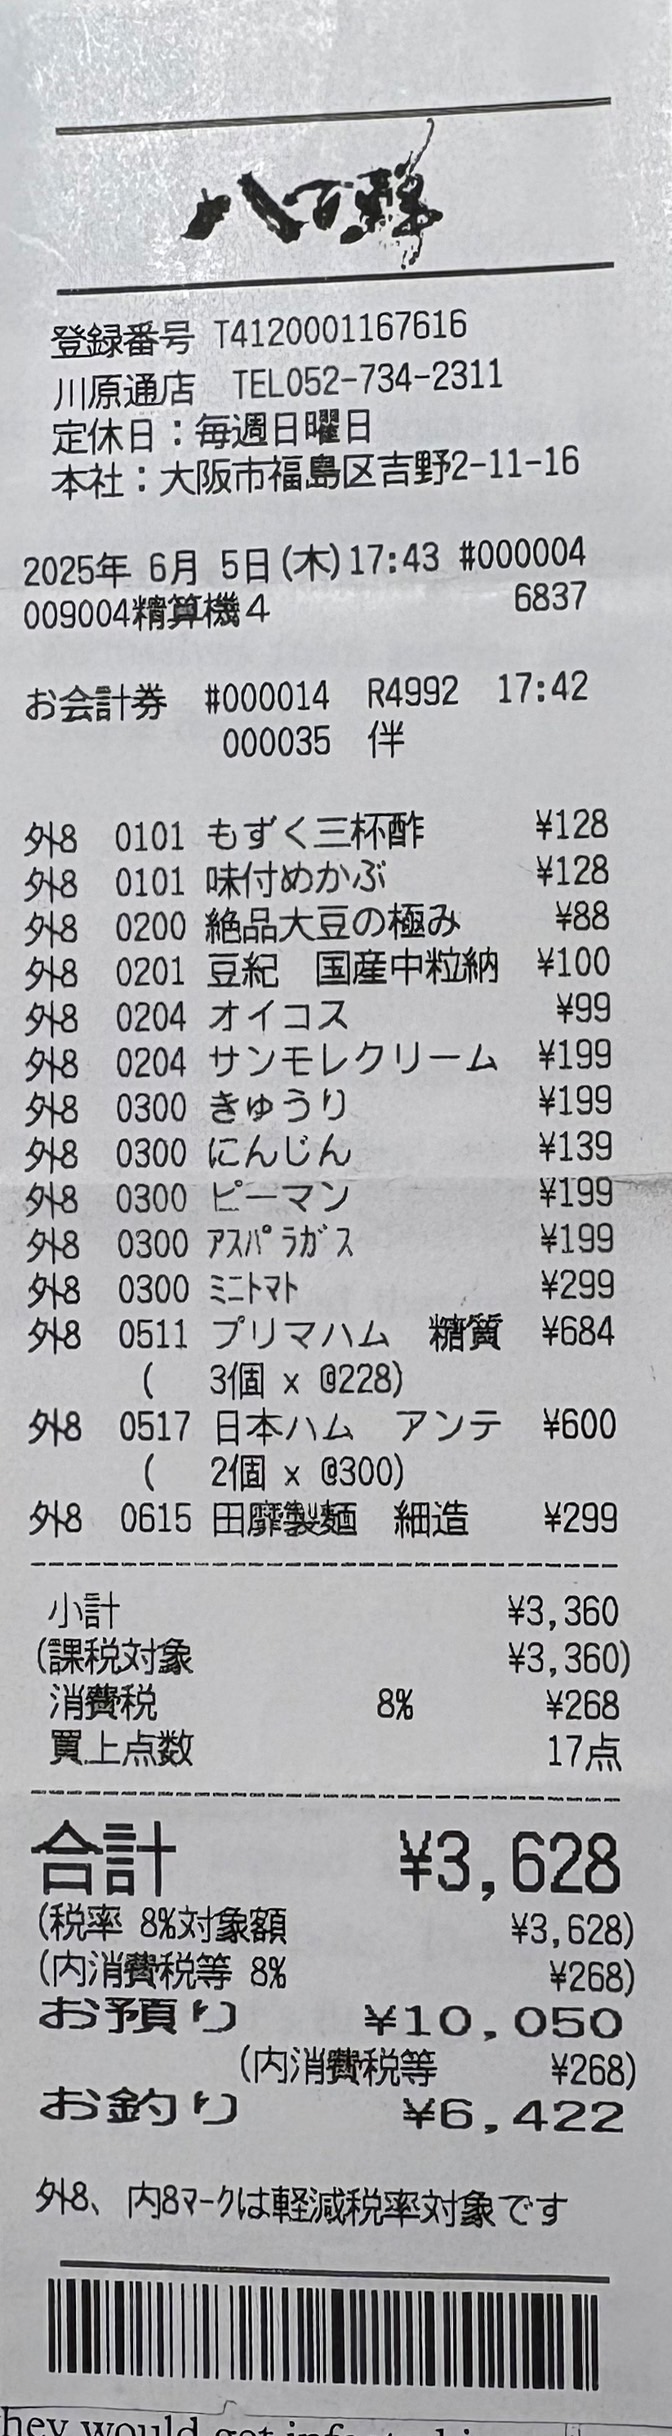 八百鮮
登録番号 T4120001167616
川原通店 TEL052-734-2311
定休日：毎週日曜日
本社：大阪市福島区吉野2-11-16
2025年 6月 5日(木)17:43 #000004
009004精算機4 6837
お会計券 #000014 R4992 17:42
000035 伴
外8 0101 もずく三杯酢 ¥128
外8 0101 味付めかぶ ¥128
外8 0200 絶品大豆の極み ¥88
外8 0201 豆紀 国産中粒納 ¥100
外8 0204 オイコス ¥99
外8 0204 サンモレクリーム ¥199
外8 0300 きゅうり ¥199
外8 0300 にんじん ¥139
外8 0300 ピーマン ¥199
外8 0300 ｱｽﾊﾟﾗｶﾞｽ ¥199
外8 0300 ﾐﾆﾄﾏﾄ ¥299
外8 0511 プリマハム 糖質 ¥684
( 3個 x @228)
外8 0517 日本ハム アンテ ¥600
( 2個 x @300)
外8 0615 田靡製麺 細造 ¥299
小計 ¥3,360
(課税対象 ¥3,360)
消費税 8% ¥268
買上点数 17点
合計 ¥3,628
(税率 8%対象額 ¥3,628)
(内消費税等 8% ¥268)
お預り ¥10,050
(内消費税等 ¥268)
お釣り ¥6,422
外8、内8ﾏｰｸは軽減税率対象です